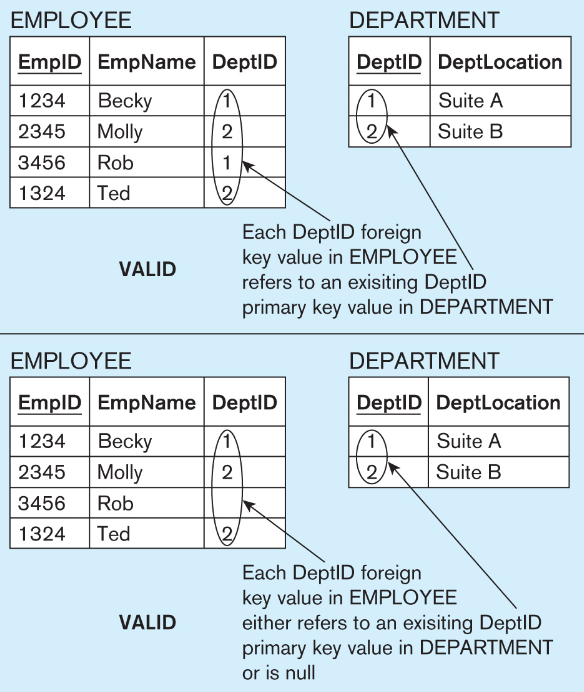 EMPLOYEE
EmpID EmpName DeptID
1234 Becky 1
2345 Molly 2
3456 Rob 1
1324 Ted 2
DEPARTMENT
DeptID DeptLocation
1 Suite A
2 Suite B
VALID
Each DeptID foreign
key value in EMPLOYEE
refers to an exisiting DeptID
primary key value in DEPARTMENT
EMPLOYEE
EmpID EmpName DeptID
1234 Becky 1
2345 Molly 2
3456 Rob
1324 Ted 2
DEPARTMENT
DeptID DeptLocation
1 Suite A
2 Suite B
VALID
Each DeptID foreign
key value in EMPLOYEE
either refers to an exisiting DeptID
primary key value in DEPARTMENT
or is null